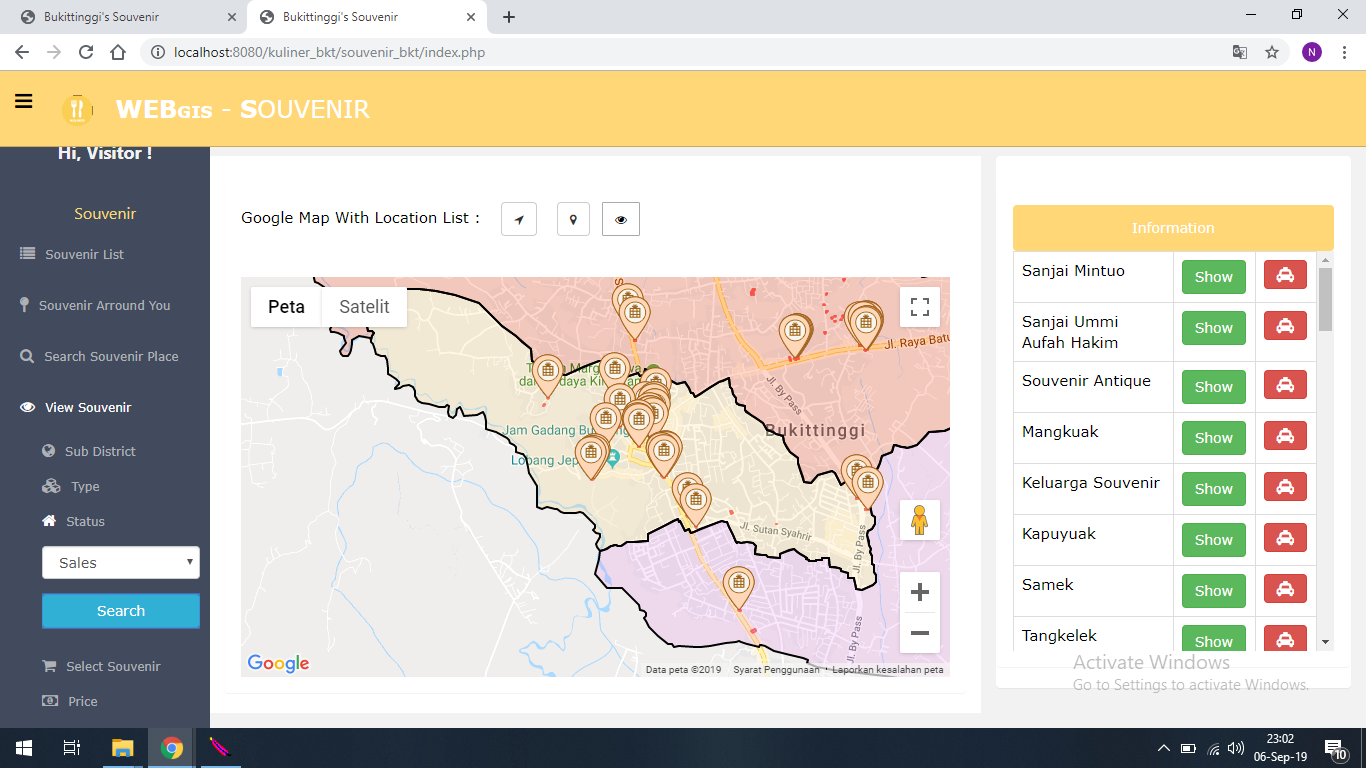 Bukittinggi's Souvenir
Bukittinggi's Souvenir
localhost:8080/kuliner_bkt/souvenir_bkt/index.php
N
WEBGIS - SOUVENIR
Hi, Visitor !
Souvenir
Souvenir List
Souvenir Arround You
Search Souvenir Place
View Souvenir
Sub District
Type
Status
Sales
Search
Select Souvenir
Price
Google Map With Location List :
Peta
Satelit
Jl. Raya Batu
Jl. By Pass
Bukittinggi
Jam Gadang Bu
Lobang Jep
Jl. Sutan Syahrir
Jl. By Pass
Jl. By Pass
Google
Data peta ©2019
Syarat Penggunaan
Laporkan kesalahan peta
Information
Sanjai Mintuo Show
Sanjai Ummi
Aufah Hakim Show
Souvenir Antique Show
Mangkuak Show
Keluarga Souvenir Show
Kapuyuak Show
Samek Show
Tangkelek Show
Activate Windows
Go to Settings to activate Windows.
23:02
06-Sep-19
10